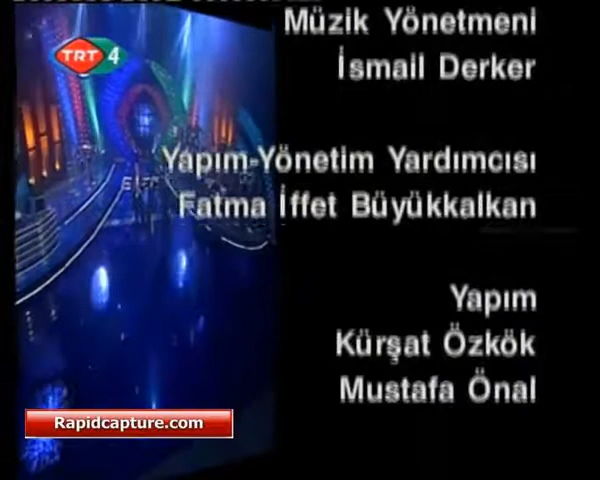 Müzik Yönetmeni
TRT 4
İsmail Derker
Yapım-Yönetim Yardımcısı
Fatma İffet Büyükkalkan
Yapım
Kürşat Özkök
Mustafa Önal
Rapidcapture.com